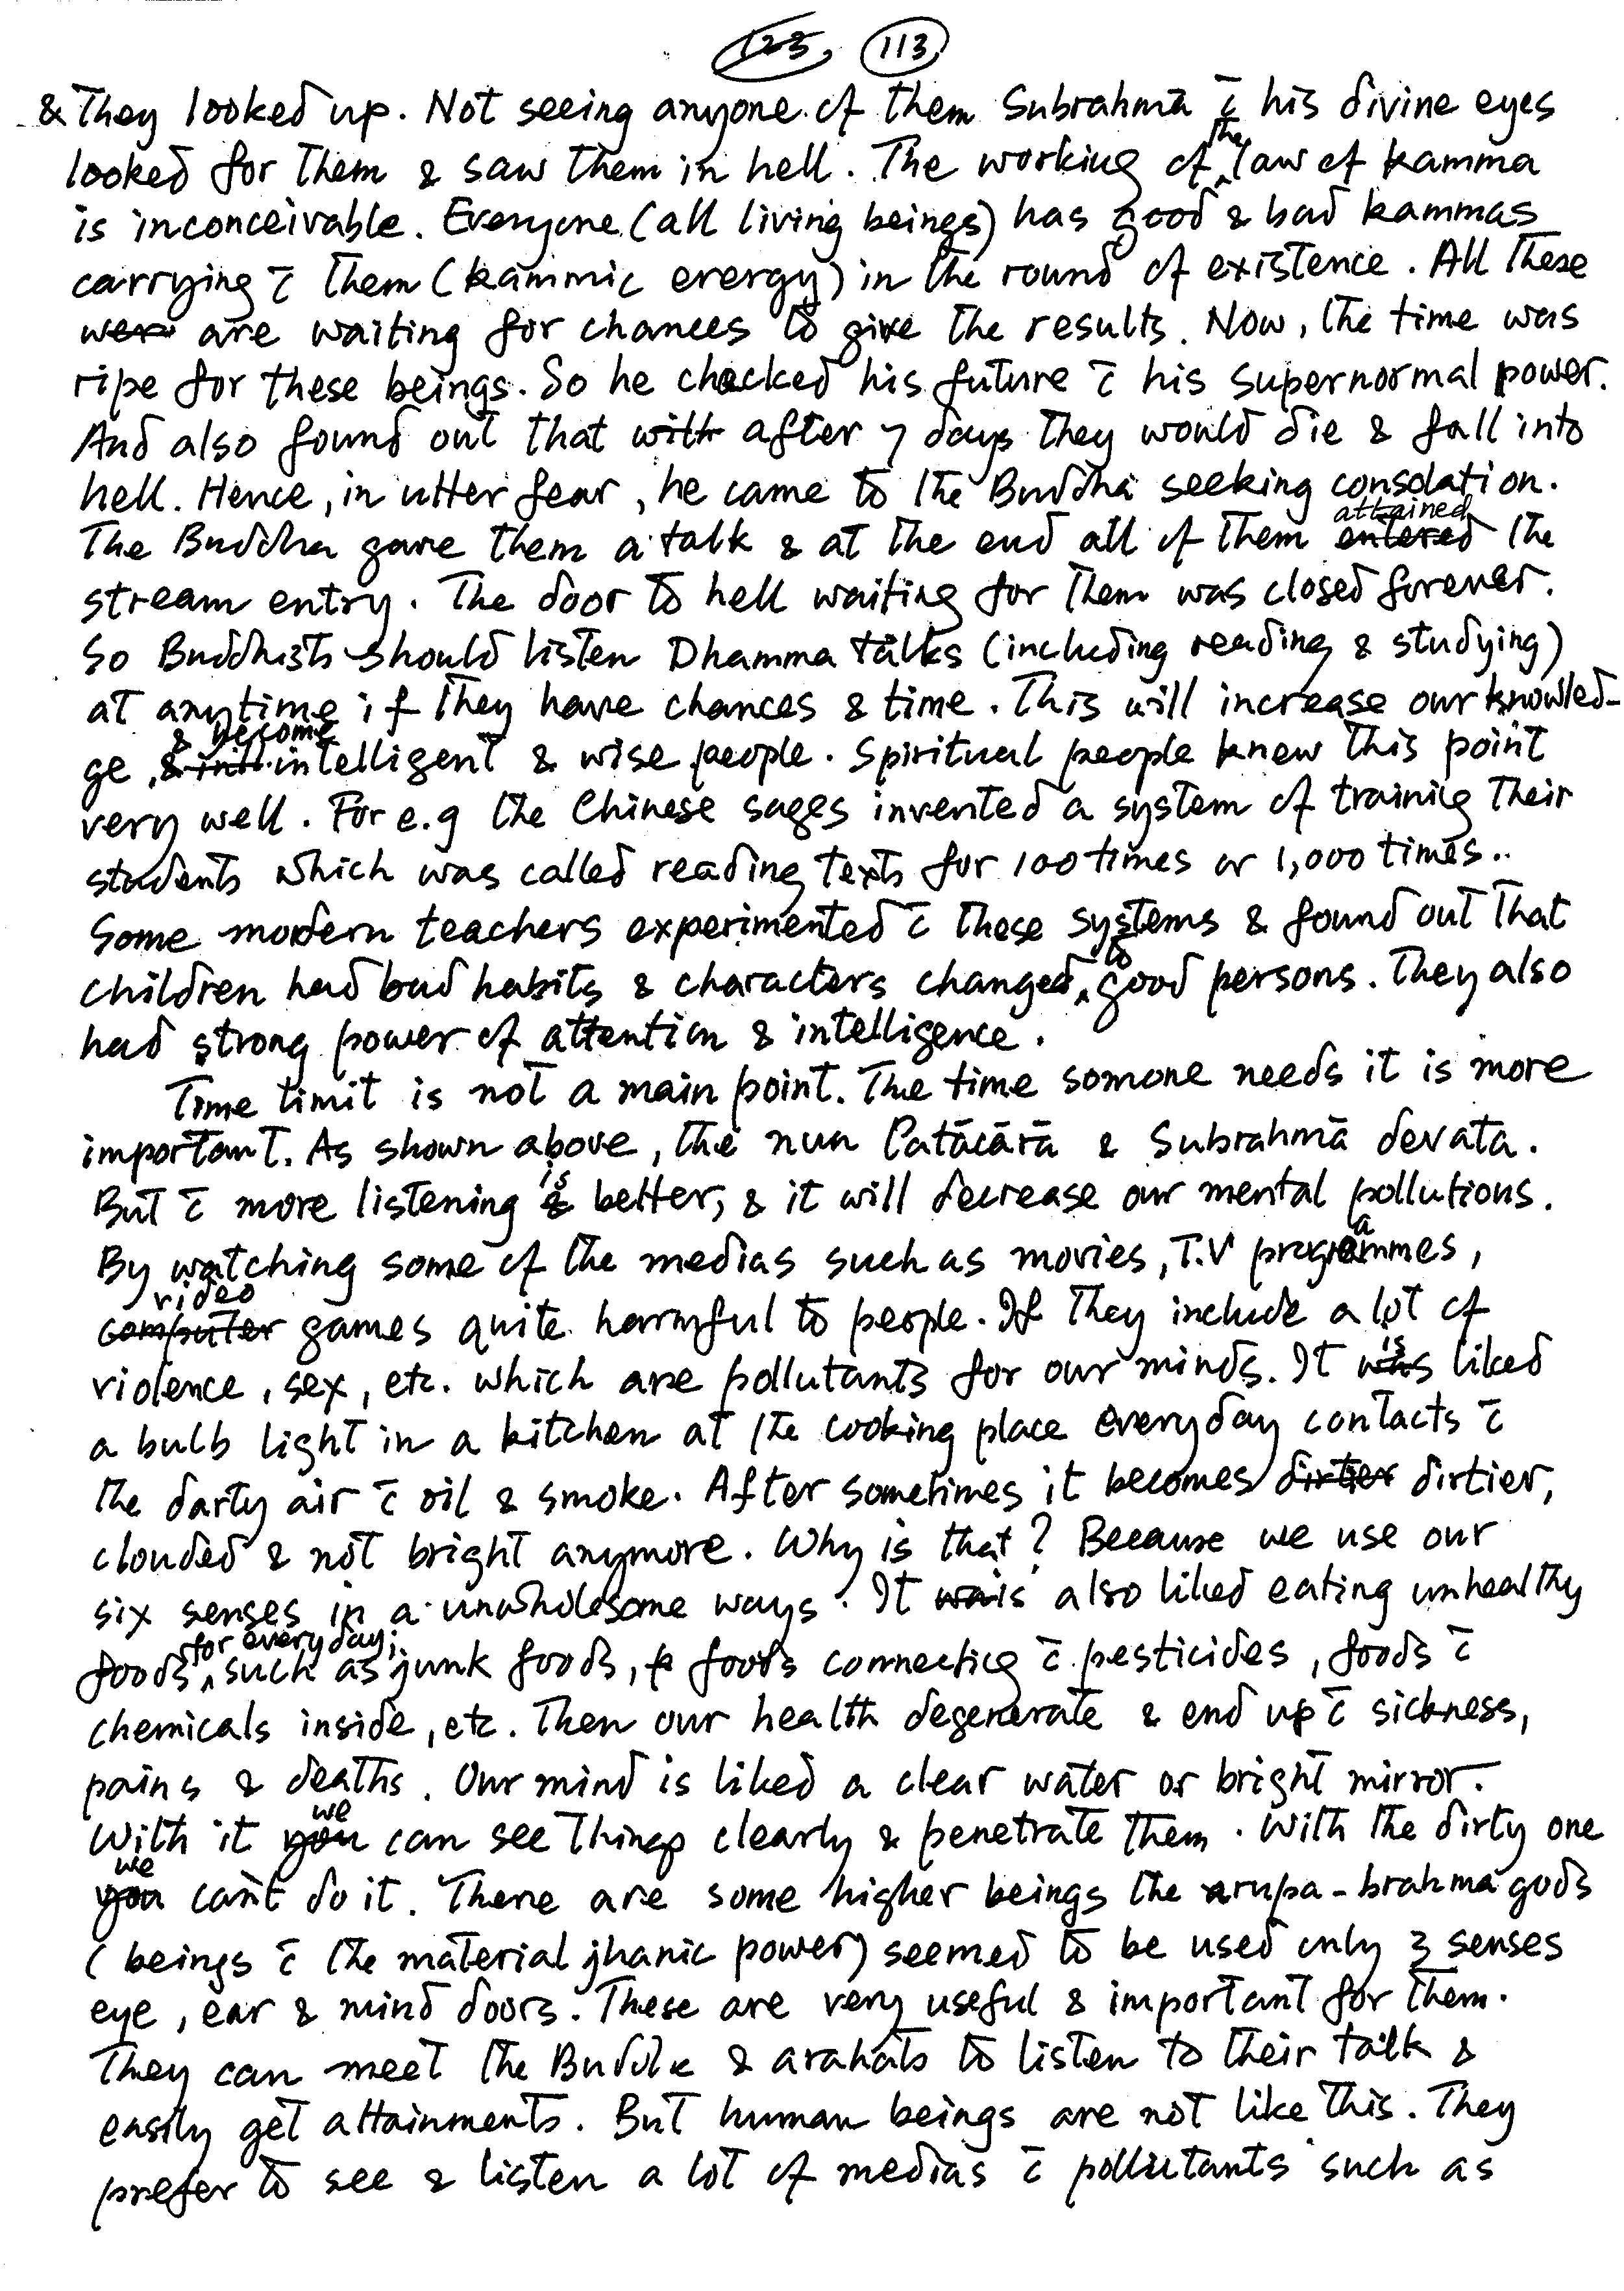 123, 113
& They looked up. Not seeing anyone of them Subrahmā c̄ his divine eyes
looked for them & saw them in hell. The working of the law of kamma
is inconceivable. Everyone (all living beings) has good & bad kammas
carrying c̄ them (kammic energy) in the round of existence. All these
were are waiting for chances to give the results. Now, the time was
ripe for these beings. So he checked his future c̄ his supernormal power.
And also found out that with after 7 days they would die & fall into
hell. Hence, in utter fear, he came to the Buddha seeking consolation.
The Buddha gave them a talk & at the end all of them entered attained the
stream entry. The door to hell waiting for them was closed forever.
So Buddhists should listen Dhamma talks (including reading & studying)
at anytime if they have chances & time. This will increase our knowled-
ge, & become intelligent & wise people. Spiritual people knew this point
very well. For e.g the Chinese sages invented a system of trainig their
students which was called reading texts for 100 times or 1,000 times..
Some modern teachers experimented c̄ these systems & found out that
children had bad habits & characters changed to good persons. They also
had strong power of attention & intelligence.
Time limit is not a main point. The time somone needs it is more
important. As shown above, the nun Patācārā & Subrahmā devata.
But c̄ more listening is better, & it will decrease our mental pollutions.
By watching some of the medias such as movies, T.V programmes,
computer video games quite harmful to people. If they include a lot of
violence, sex, etc. which are pollutants for our minds. It was is liked
a bulb light in a kitchen at the cooking place everyday contacts c̄
the darty air c̄ oil & smoke. After sometimes it becomes dirtier dirtier,
clouded & not bright anymore. Why is that? Because we use our
six senses in a unwholesome ways. It was is also liked eating unhealthy
foods for everyday; such as junk foods, foods connectig c̄ pesticides, foods c̄
chemicals inside, etc. Then our health degenerate & end up c̄ sickness,
pains & deaths. Our mind is liked a clear water or bright mirror.
With it you we can see things clearly & penetrate them. With the dirty one
you we can't do it. There are some higher beings the rupa-brahma gods
(beings c̄ the material jhanic power) seemed to be used only 3 senses
eye, ear & mind doors. These are very useful & important for them.
They can meet the Buddha & arahats to listen to their talk &
easily get attainments. But human beings are not like this. They
prefer to see & listen a lot of medias c̄ pollutants such as